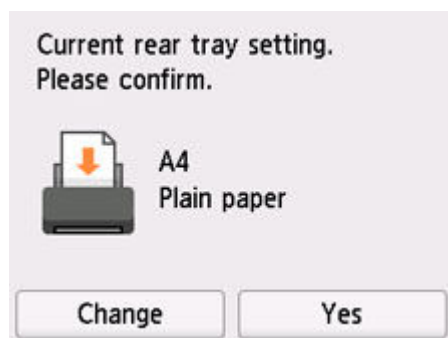 Current rear tray setting.
Please confirm.
A4
Plain paper
Change
Yes